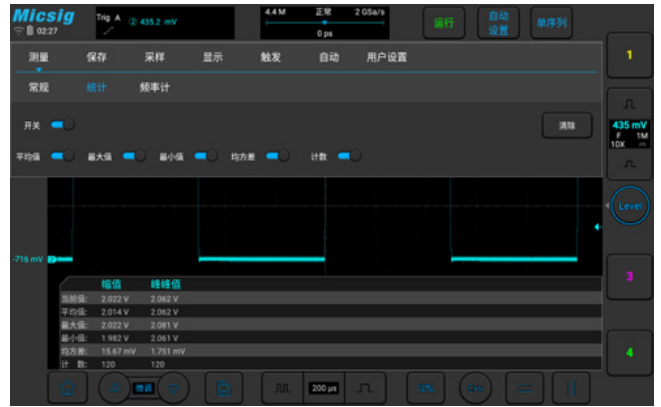 Micsig
02:27
Trig A
② 435.2 mV
4.4 M 正常 2 GSa/s
0 ps
运行
自动
设置
单序列
测量 保存 采样 显示 触发 自动 用户设置
常规 统计 频率计
开关
清除
平均值 最大值 最小值 均方差 计数
1
435 mV
F 1M
10X
Level
3
4
-716 mV 2
幅值 峰峰值
当前值: 2.022 V 2.062 V
平均值: 2.014 V 2.062 V
最大值: 2.022 V 2.081 V
最小值: 1.982 V 2.061 V
均方差: 15.67 mV 1.751 mV
计 数: 120 120
200 μs